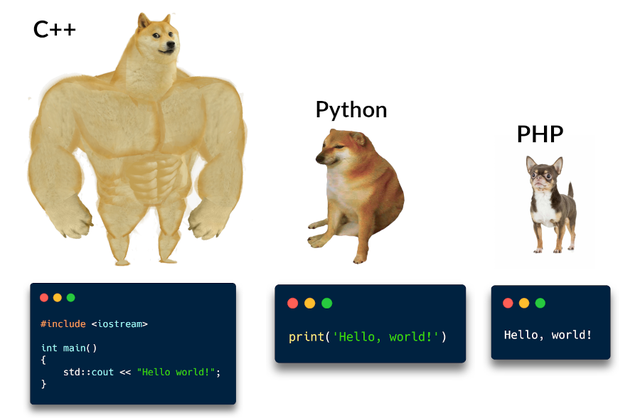 C++
Python
PHP
#include <iostream>
int main()
{
    std::cout << "Hello world!";
}
print('Hello, world!')
Hello, world!